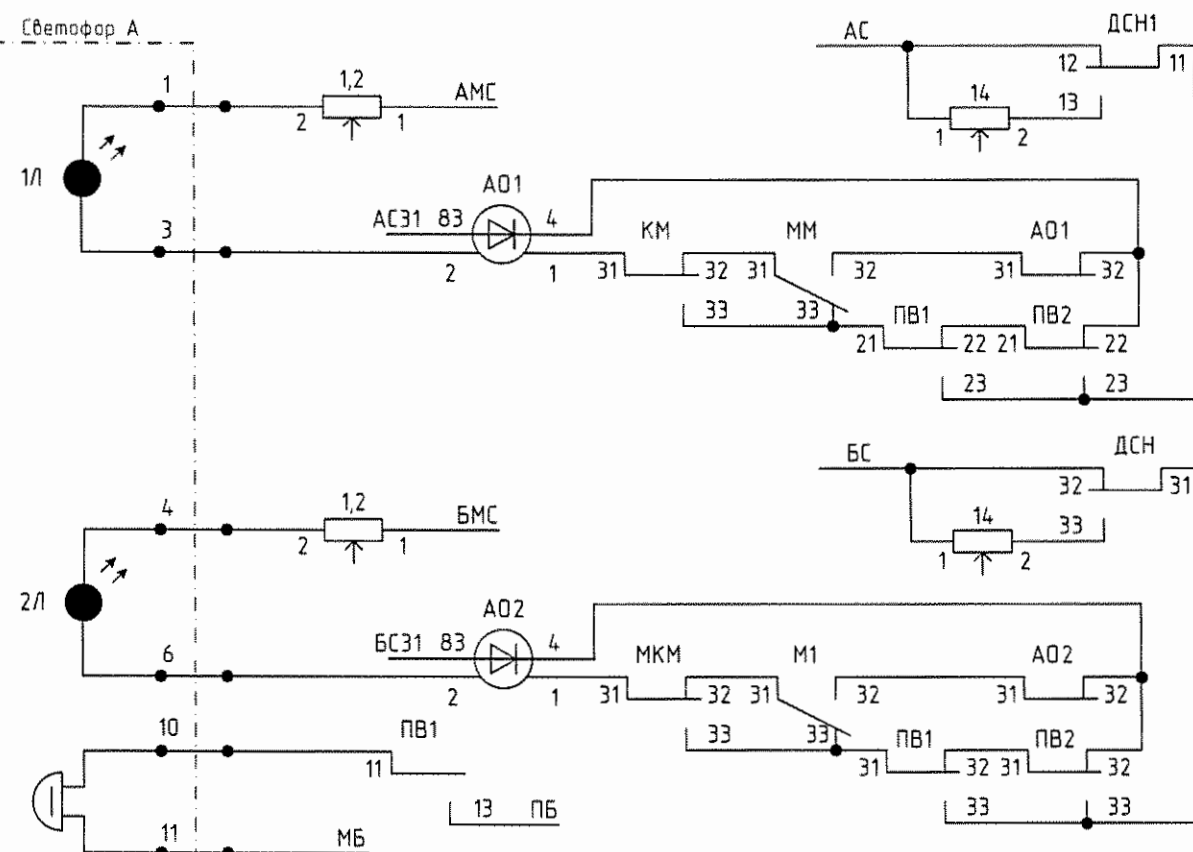 Светофор А
АС
ДСН1
12
11
1
1,2
АМС
2
1
14
13
1
2
1Л
АО1
АСЗ1
83
4
3
КМ
ММ
АО1
2
1
31
32
31
32
31
32
33
33
ПВ1
ПВ2
21
22
21
22
23
23
БС
ДСН
32
31
4
1,2
БМС
2
1
14
33
1
2
2Л
АО2
БСЗ1
83
4
6
МКМ
М1
АО2
2
1
31
32
31
32
31
32
10
ПВ1
33
33
ПВ1
ПВ2
11
31
32
31
32
13
ПБ
33
33
11
МБ